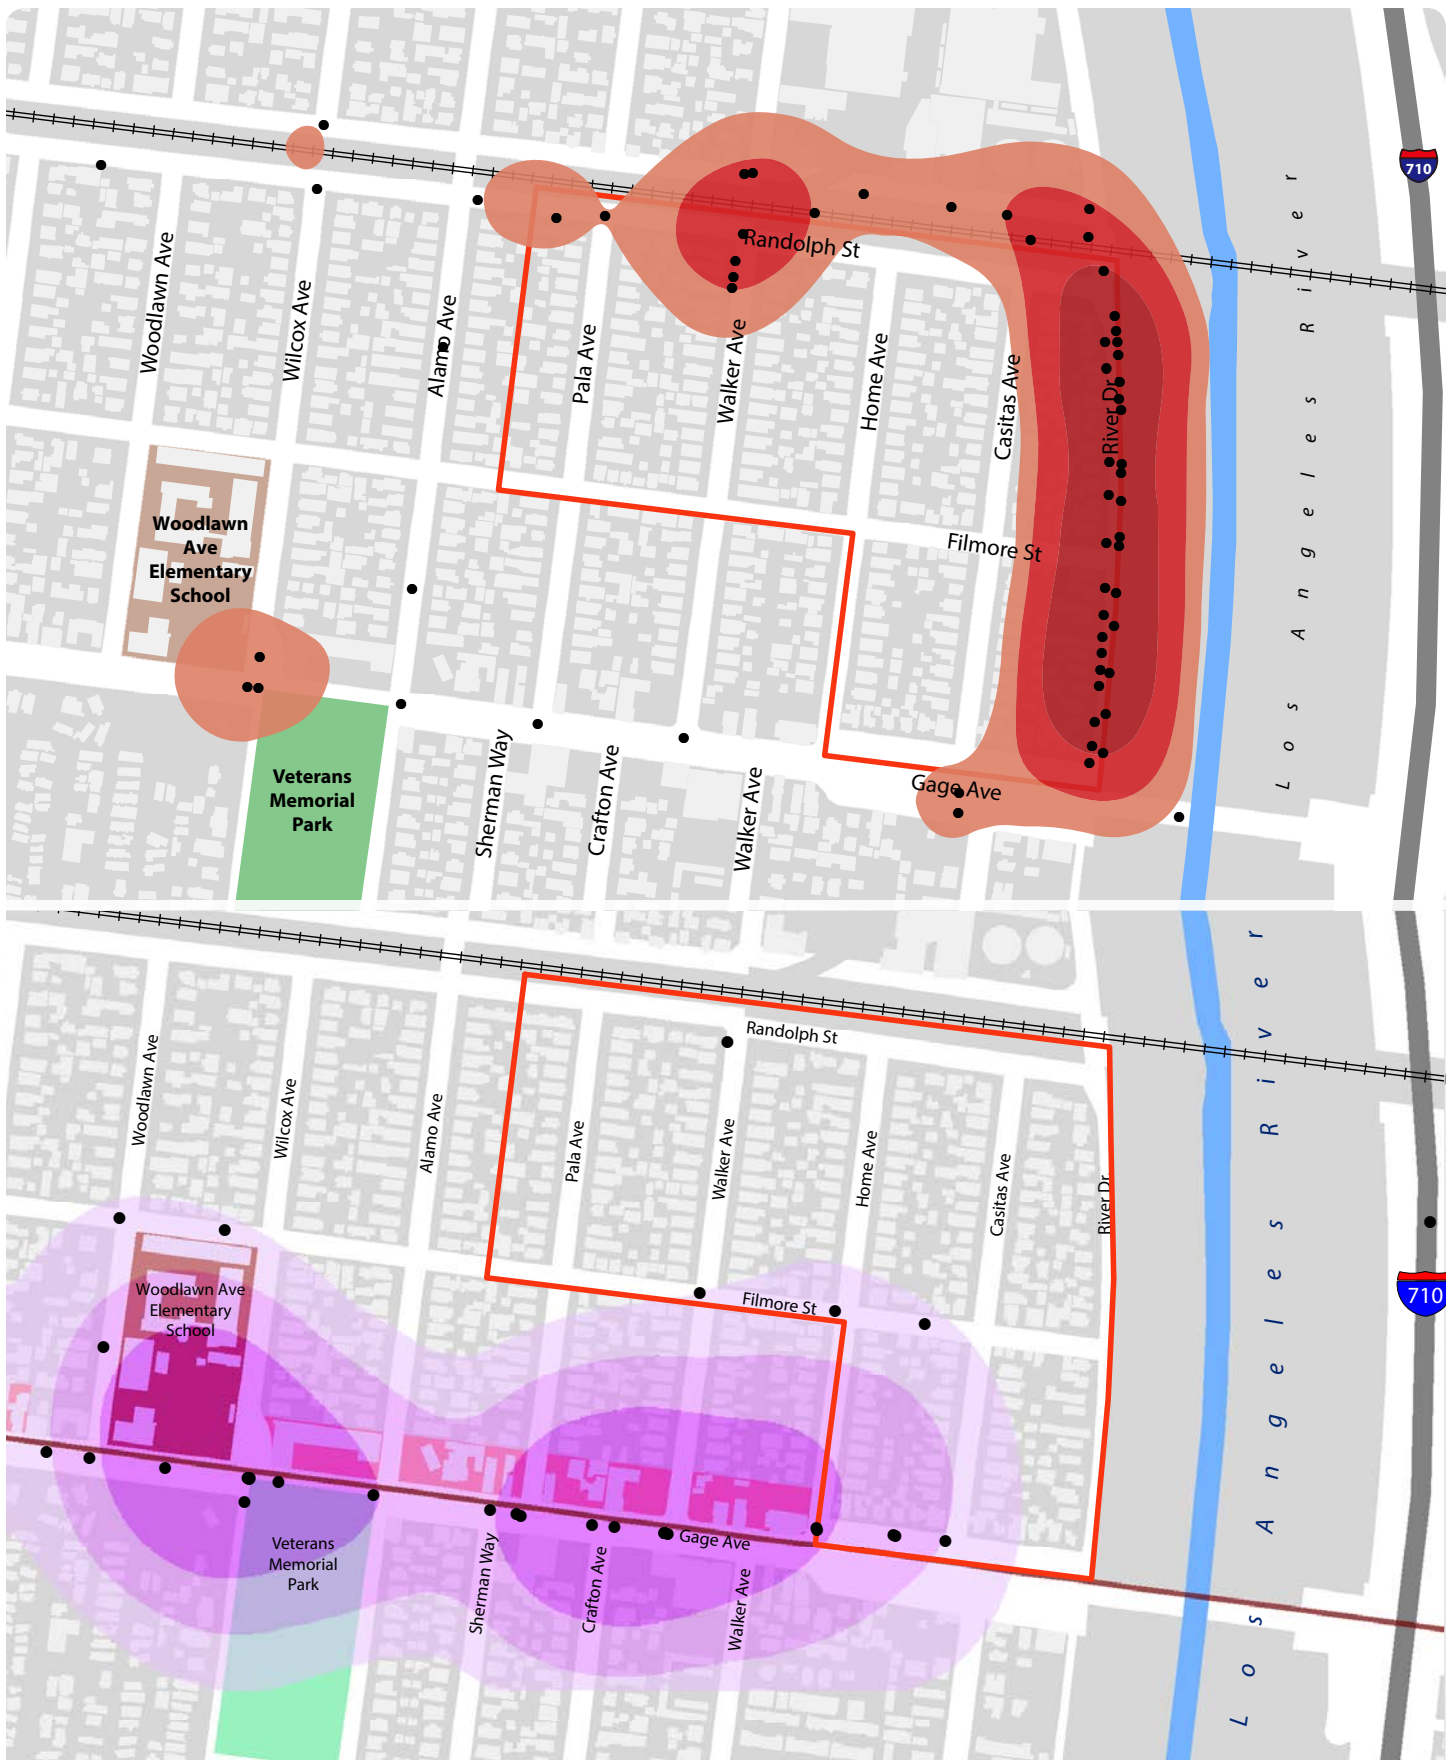 710
Randolph St
Woodlawn Ave
Wilcox Ave
Alamo Ave
Pala Ave
Walker Ave
Home Ave
Casitas Ave
River Dr
Los Angeles River
Woodlawn
Ave
Elementary
School
Filmore St
Veterans
Memorial
Park
Sherman Way
Crafton Ave
Walker Ave
Gage Ave
Randolph St
Woodlawn Ave
Wilcox Ave
Alamo Ave
Pala Ave
Walker Ave
Home Ave
Casitas Ave
River Dr
Los Angeles River
Woodlawn Ave
Elementary
School
Filmore St
710
Veterans
Memorial
Park
Sherman Way
Crafton Ave
Walker Ave
Gage Ave